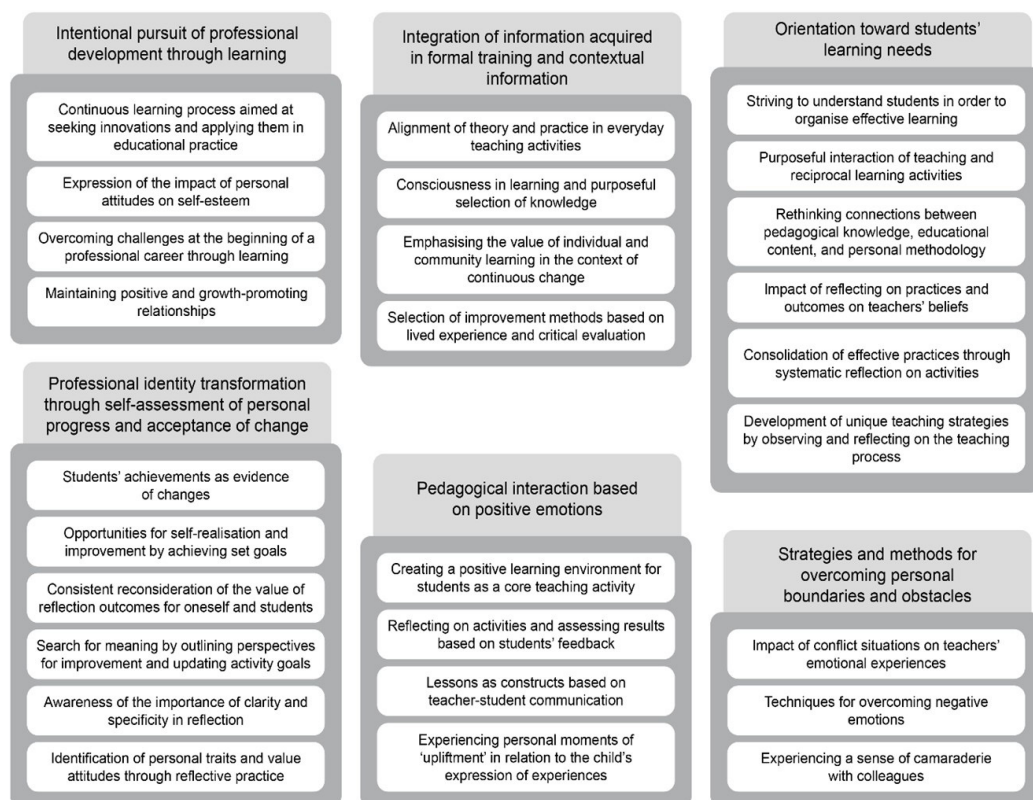 Intentional pursuit of professional
development through learning
Continuous learning process aimed at
seeking innovations and applying them in
educational practice
Expression of the impact of personal
attitudes on self-esteem
Overcoming challenges at the beginning of a
professional career through learning
Maintaining positive and growth-promoting
relationships
Integration of information acquired
in formal training and contextual
information
Alignment of theory and practice in everyday
teaching activities
Consciousness in learning and purposeful
selection of knowledge
Emphasising the value of individual and
community learning in the context of
continuous change
Selection of improvement methods based on
lived experience and critical evaluation
Orientation toward students'
learning needs
Striving to understand students in order to
organise effective learning
Purposeful interaction of teaching and
reciprocal learning activities
Rethinking connections between
pedagogical knowledge, educational
content, and personal methodology
Impact of reflecting on practices and
outcomes on teachers' beliefs
Consolidation of effective practices through
systematic reflection on activities
Development of unique teaching strategies
by observing and reflecting on the teaching
process
Professional identity transformation
through self-assessment of personal
progress and acceptance of change
Students' achievements as evidence
of changes
Opportunities for self-realisation and
improvement by achieving set goals
Consistent reconsideration of the value of
reflection outcomes for oneself and students
Search for meaning by outlining perspectives
for improvement and updating activity goals
Awareness of the importance of clarity and
specificity in reflection
Identification of personal traits and value
attitudes through reflective practice
Pedagogical interaction based
on positive emotions
Creating a positive learning environment for
students as a core teaching activity
Reflecting on activities and assessing results
based on students' feedback
Lessons as constructs based on
teacher-student communication
Experiencing personal moments of
'upliftment' in relation to the child's
expression of experiences
Strategies and methods for
overcoming personal
boundaries and obstacles
Impact of conflict situations on teachers'
emotional experiences
Techniques for overcoming negative
emotions
Experiencing a sense of camaraderie
with colleagues